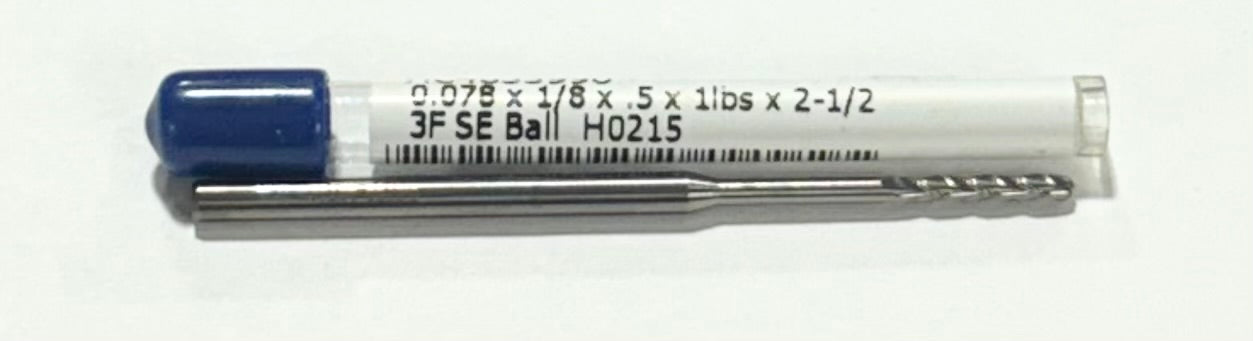 0.078 x 1/8 x .5 x 1lbs x 2-1/2
3F SE Ball H0215